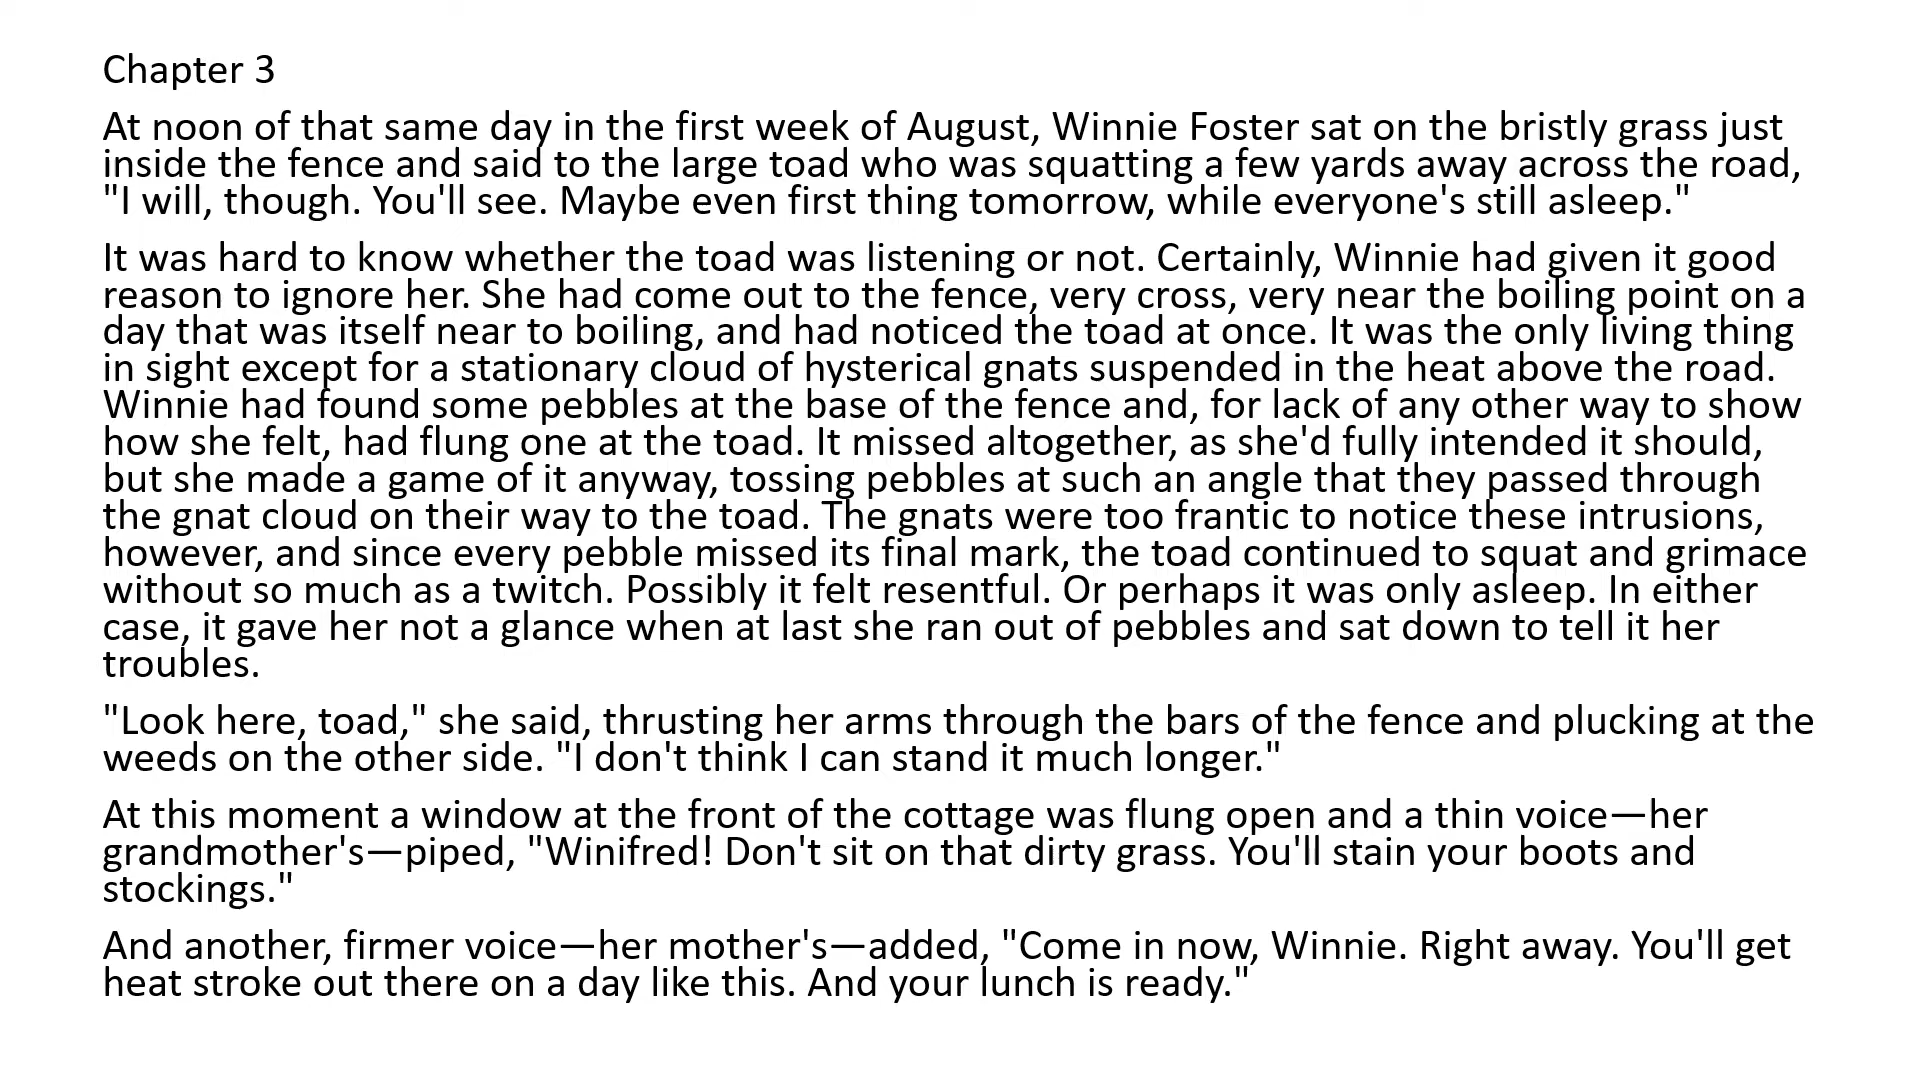 Chapter 3
At noon of that same day in the first week of August, Winnie Foster sat on the bristly grass just
inside the fence and said to the large toad who was squatting a few yards away across the road,
"I will, though. You'll see. Maybe even first thing tomorrow, while everyone's still asleep."
It was hard to know whether the toad was listening or not. Certainly, Winnie had given it good
reason to ignore her. She had come out to the fence, very cross, very near the boiling point on a
day that was itself near to boiling, and had noticed the toad at once. It was the only living thing
in sight except for a stationary cloud of hysterical gnats suspended in the heat above the road.
Winnie had found some pebbles at the base of the fence and, for lack of any other way to show
how she felt, had flung one at the toad. It missed altogether, as she'd fully intended it should,
but she made a game of it anyway, tossing pebbles at such an angle that they passed through
the gnat cloud on their way to the toad. The gnats were too frantic to notice these intrusions,
however, and since every pebble missed its final mark, the toad continued to squat and grimace
without so much as a twitch. Possibly it felt resentful. Or perhaps it was only asleep. In either
case, it gave her not a glance when at last she ran out of pebbles and sat down to tell it her
troubles.
"Look here, toad," she said, thrusting her arms through the bars of the fence and plucking at the
weeds on the other side. "I don't think I can stand it much longer."
At this moment a window at the front of the cottage was flung open and a thin voice—her
grandmother's—piped, "Winifred! Don't sit on that dirty grass. You'll stain your boots and
stockings."
And another, firmer voice—her mother's—added, "Come in now, Winnie. Right away. You'll get
heat stroke out there on a day like this. And your lunch is ready."